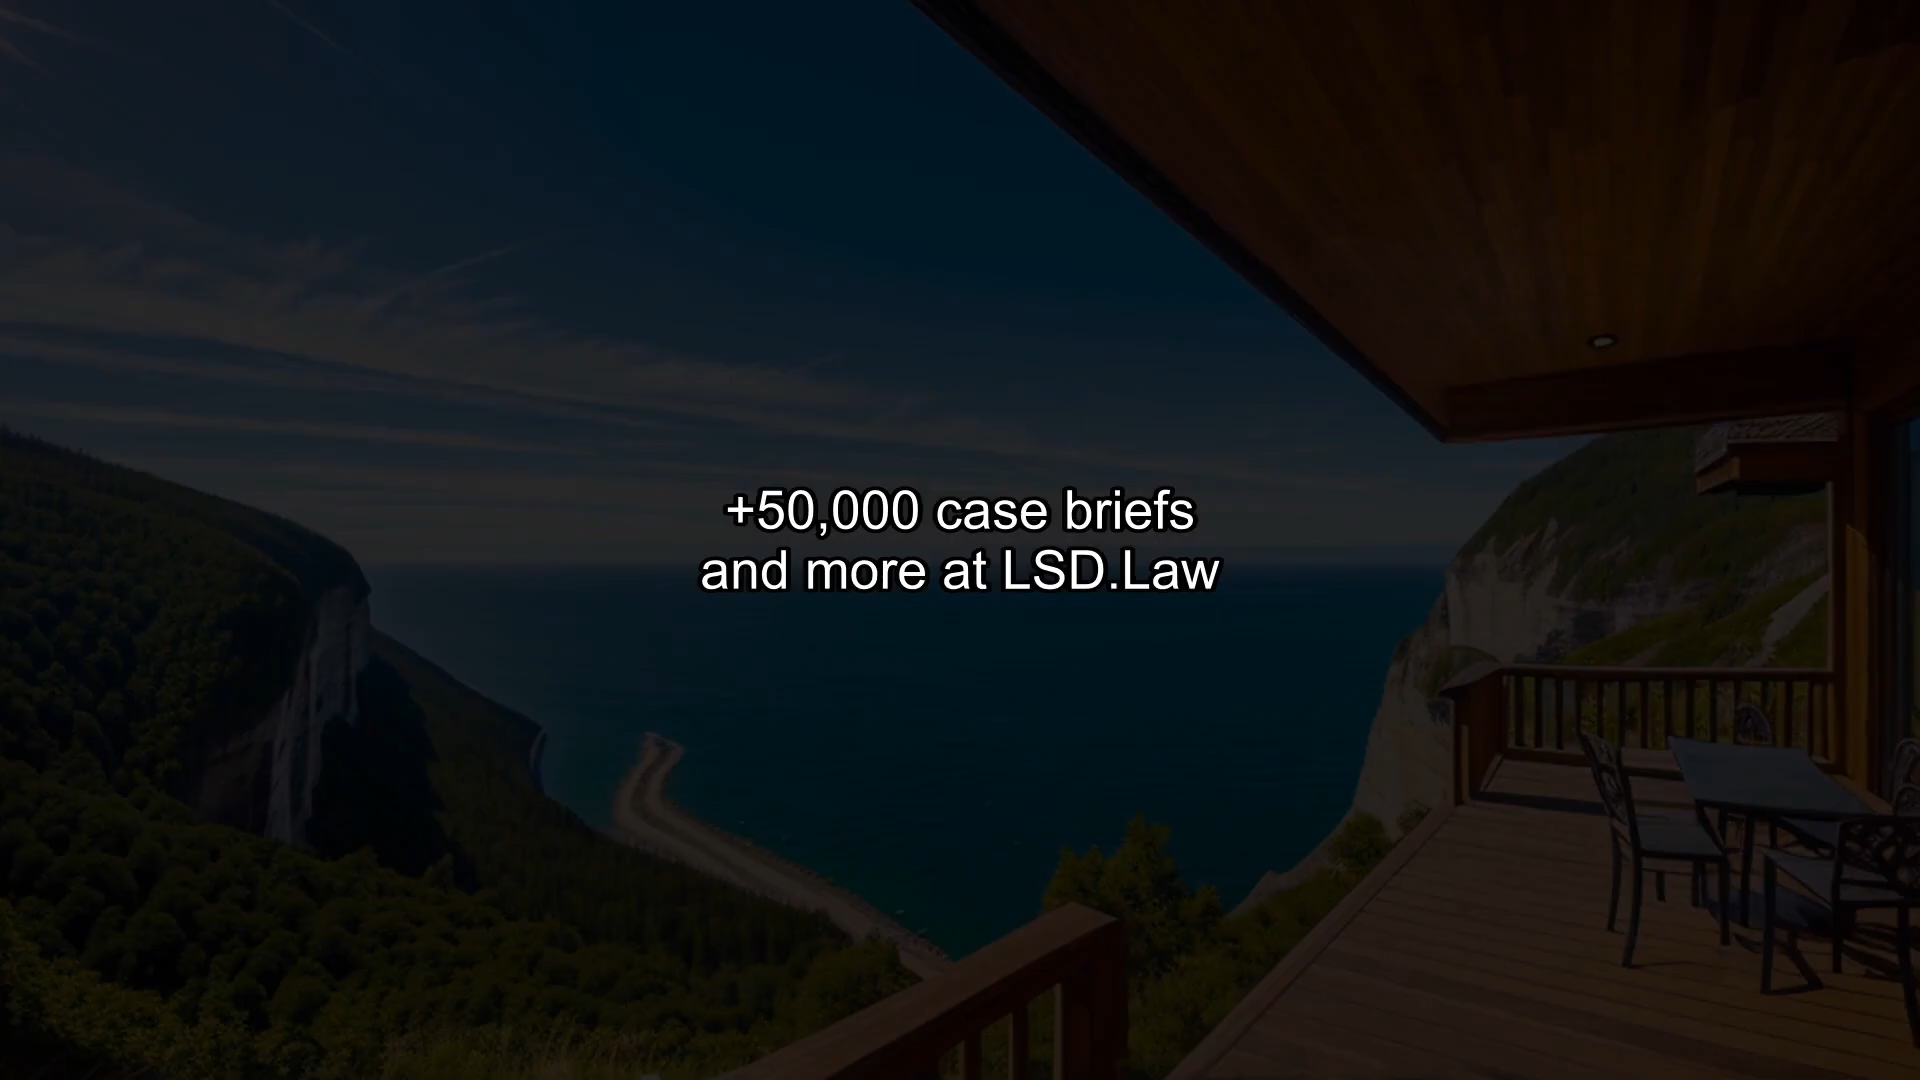 +50,000 case briefs
and more at LSD.Law